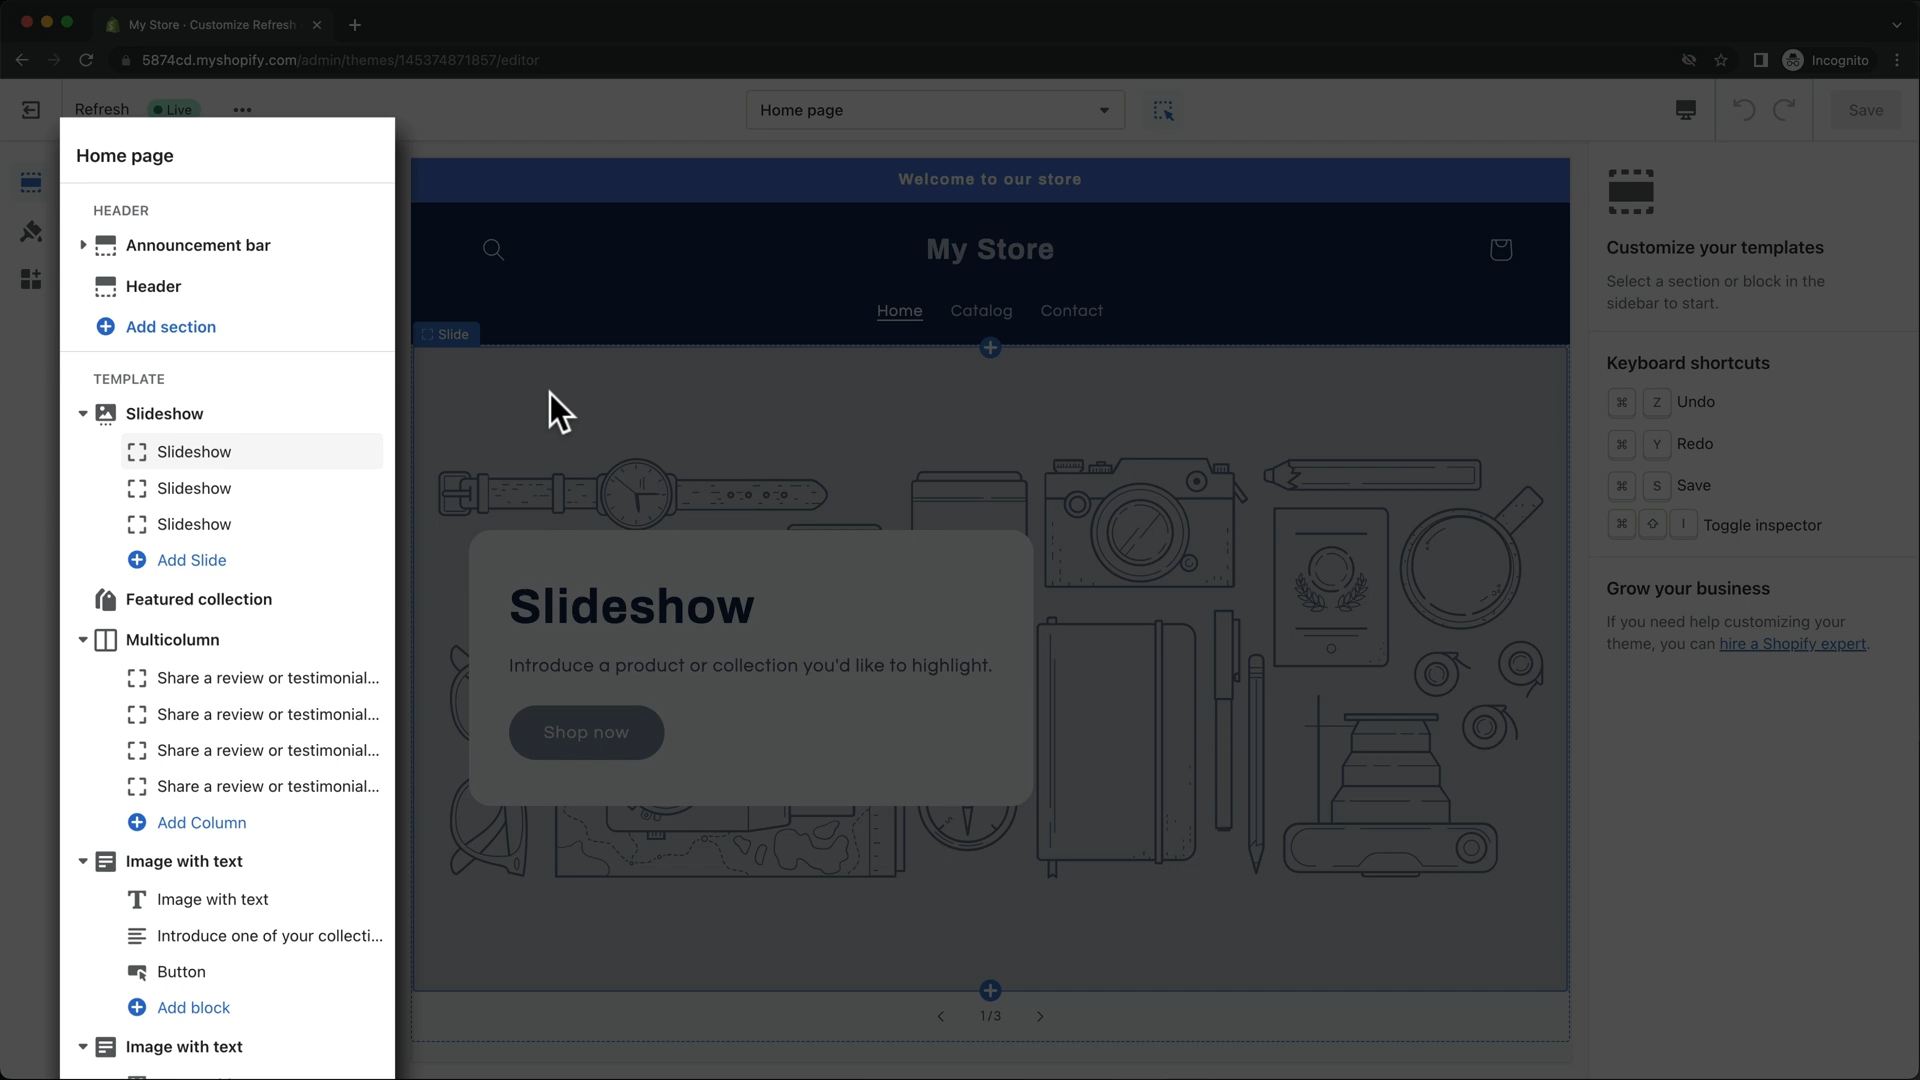 My Store · Customize Refresh
5874cd.myshopify.com/admin/themes/145374871857/editor
Incognito
Refresh
Live
Home page
Save
Home page
HEADER
Announcement bar
Header
Add section
TEMPLATE
Slideshow
Slideshow
Slideshow
Slideshow
Add Slide
Featured collection
Multicolumn
Share a review or testimonial...
Share a review or testimonial...
Share a review or testimonial...
Share a review or testimonial...
Add Column
Image with text
Image with text
Introduce one of your collecti...
Button
Add block
Image with text
Welcome to our store
My Store
Home Catalog Contact
Slide
Slideshow
Introduce a product or collection you'd like to highlight.
Shop now
1/3
Customize your templates
Select a section or block in the
sidebar to start.
Keyboard shortcuts
⌘ Z Undo
⌘ Y Redo
⌘ S Save
⌘ ⇧ I Toggle inspector
Grow your business
If you need help customizing your
theme, you can hire a Shopify expert.